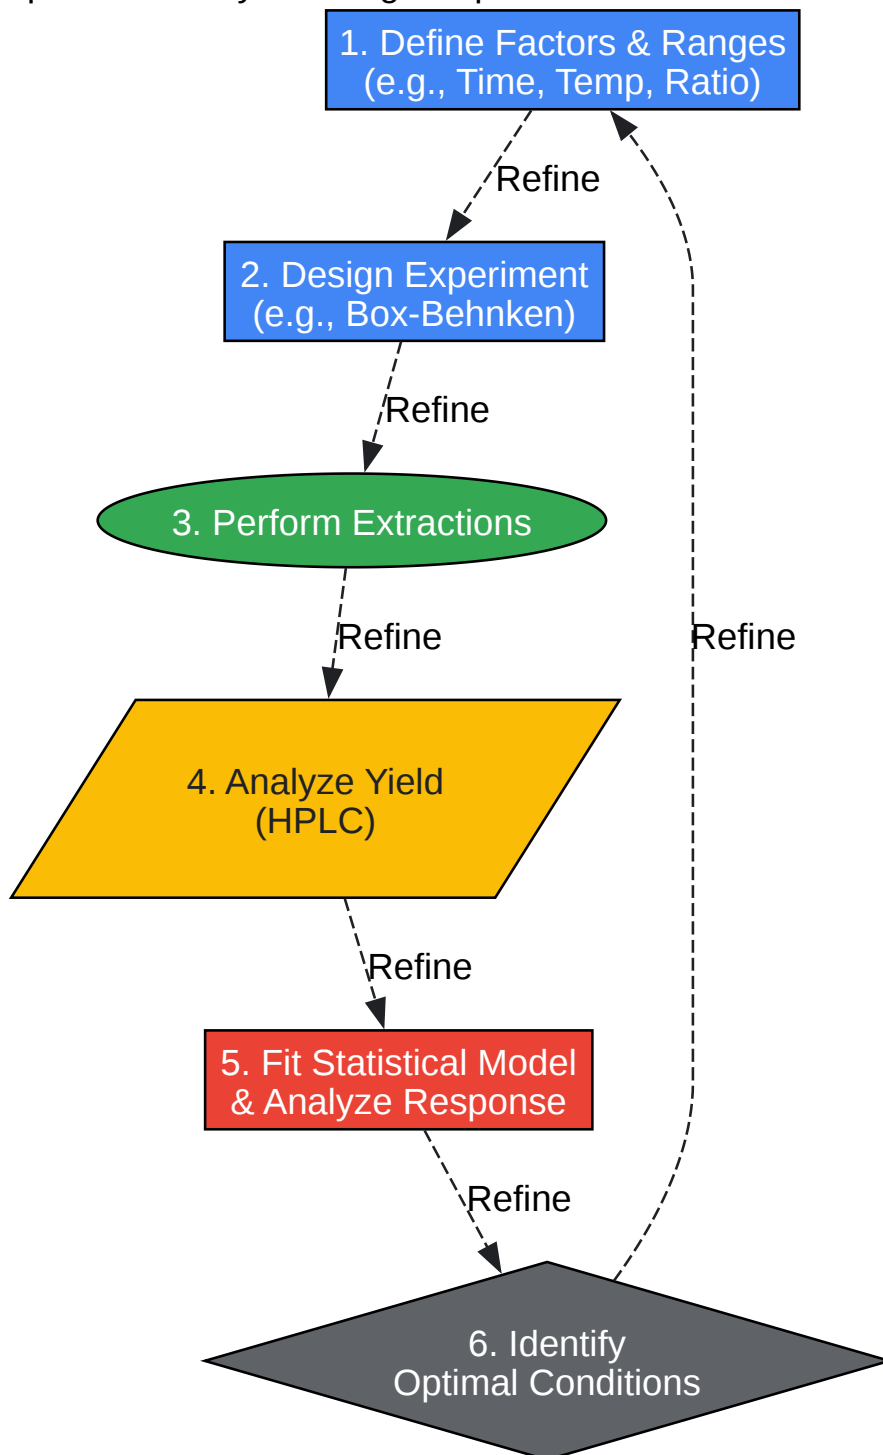 1. Define Factors & Ranges
(e.g., Time, Temp, Ratio)
Refine
2. Design Experiment
(e.g., Box-Behnken)
Refine
3. Perform Extractions
Refine
Refine
4. Analyze Yield
(HPLC)
Refine
5. Fit Statistical Model
& Analyze Response
Refine
6. Identify
Optimal Conditions